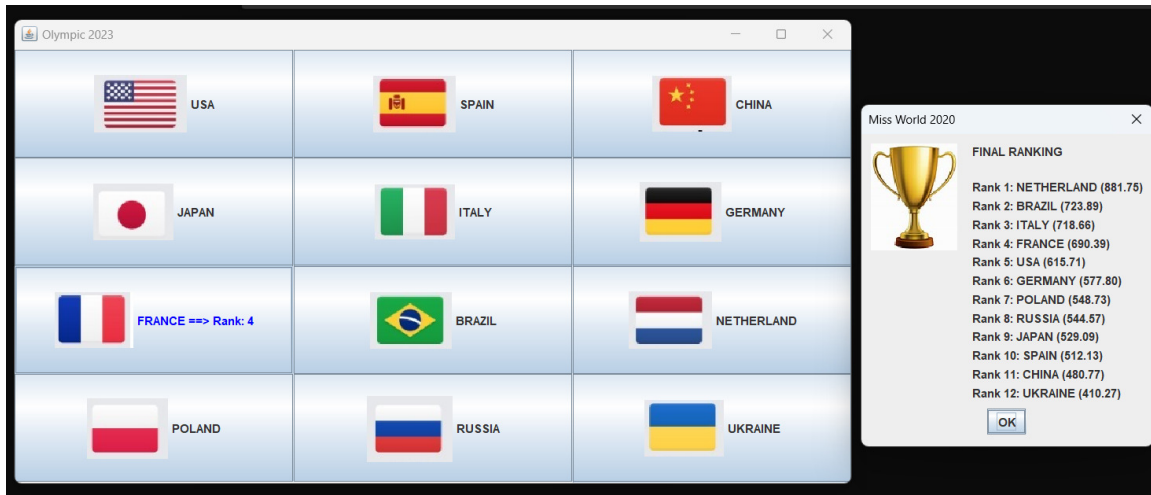 Olympic 2023
USA
SPAIN
CHINA
JAPAN
ITALY
GERMANY
FRANCE ==> Rank: 4
BRAZIL
NETHERLAND
POLAND
RUSSIA
UKRAINE
Miss World 2020
FINAL RANKING
Rank 1: NETHERLAND (881.75)
Rank 2: BRAZIL (723.89)
Rank 3: ITALY (718.66)
Rank 4: FRANCE (690.39)
Rank 5: USA (615.71)
Rank 6: GERMANY (577.80)
Rank 7: POLAND (548.73)
Rank 8: RUSSIA (544.57)
Rank 9: JAPAN (529.09)
Rank 10: SPAIN (512.13)
Rank 11: CHINA (480.77)
Rank 12: UKRAINE (410.27)
OK